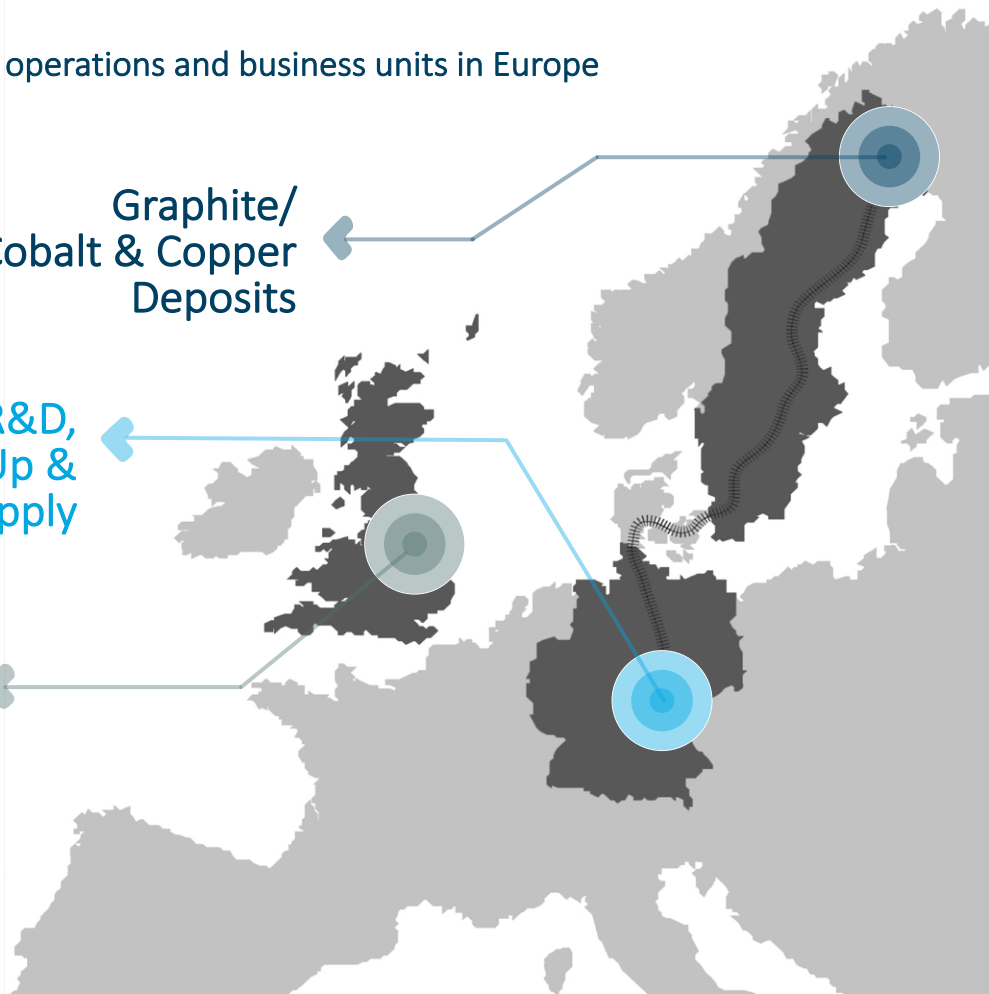 operations and business units in Europe
Graphite/
Cobalt & Copper
Deposits
R&D,
Up &
pply